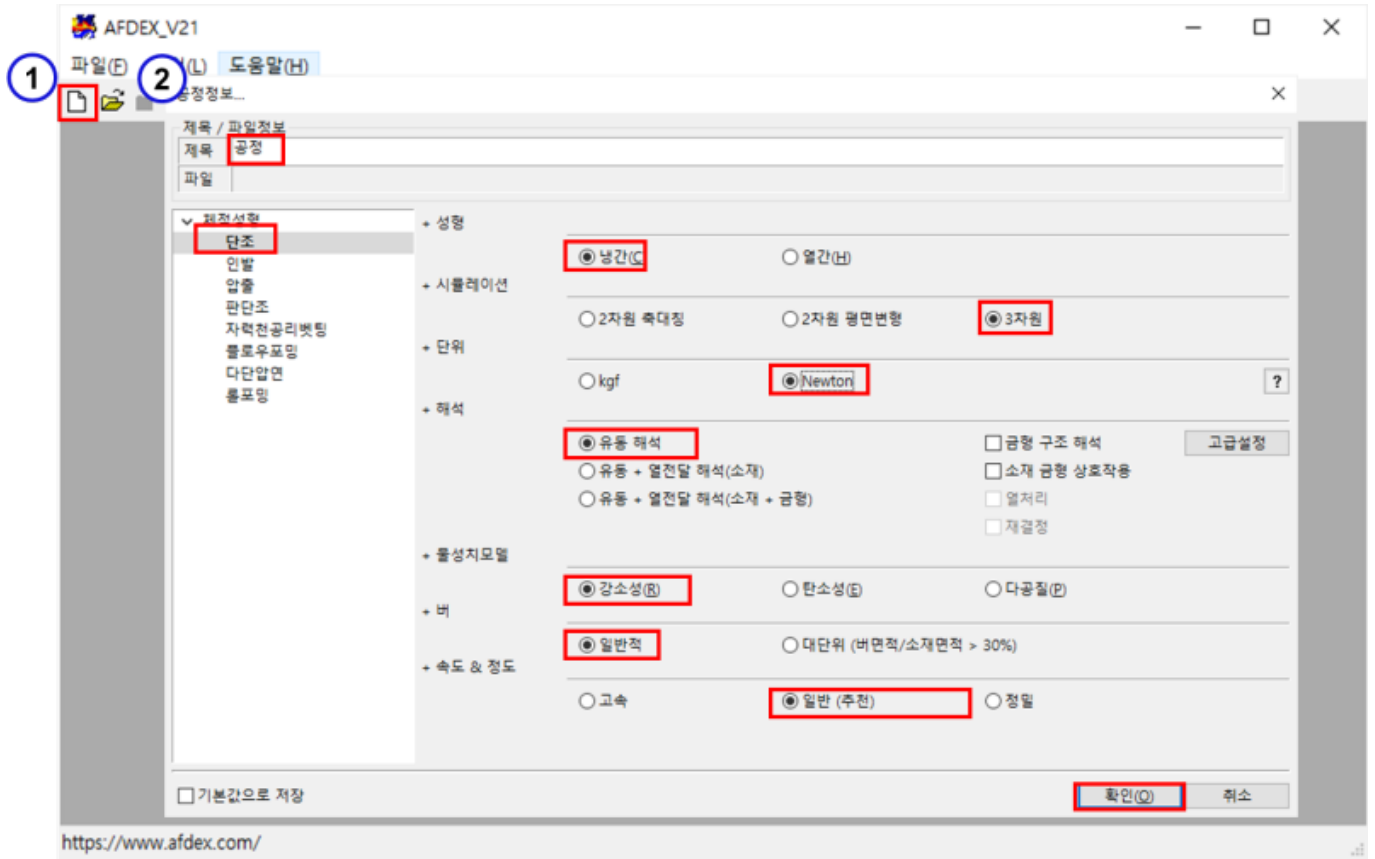 AFDEX_V21
파일(F) (L) 도움말(H)
1 2
공정정보...
제목 / 파일정보
제목 공정
파일
체적성형
단조
인발
압출
판단조
자력천공리벳팅
플로우포밍
다단압연
롤포밍
+ 성형
냉간(C 열간(H)
+ 시뮬레이션
2차원 축대칭 2차원 평면변형 3차원
+ 단위
kgf Newton ?
+ 해석
유동 해석 금형 구조 해석 고급설정
유동 + 열전달 해석(소재) 소재 금형 상호작용
유동 + 열전달 해석(소재 + 금형) 열처리
재결정
+ 물성치모델
강소성(R) 탄소성(E) 다공질(P)
+ 버
일반적 대단위 (버면적/소재면적 > 30%)
+ 속도 & 정도
고속 일반 (추천) 정밀
기본값으로 저장 확인(O) 취소
https://www.afdex.com/